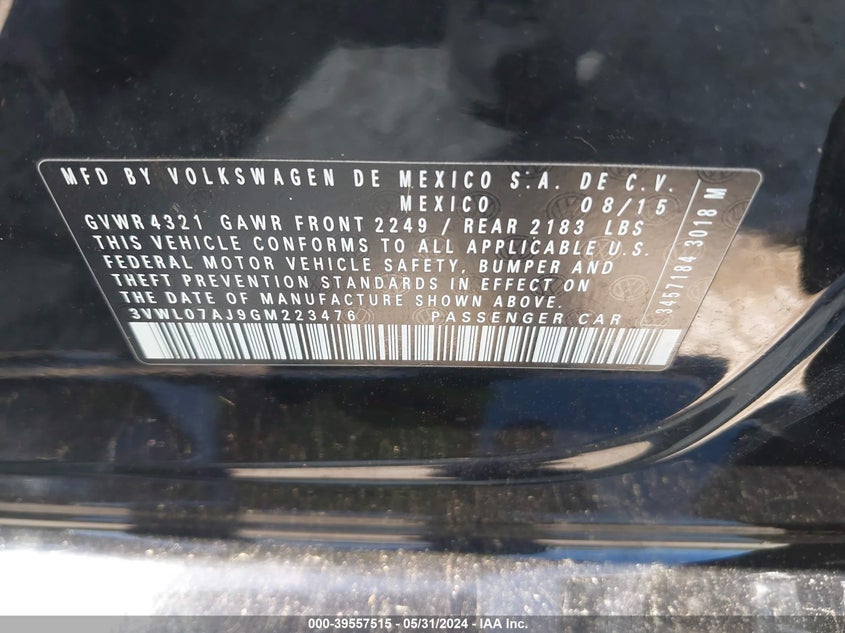 MFD BY VOLKSWAGEN DE MEXICO S.A. DE C.V.
MEXICO 08/15
GVWR 4321 GAWR FRONT 2249 / REAR 2183 LBS
THIS VEHICLE CONFORMS TO ALL APPLICABLE U.S.
FEDERAL MOTOR VEHICLE SAFETY, BUMPER AND
THEFT PREVENTION STANDARDS IN EFFECT ON
THE DATE OF MANUFACTURE SHOWN ABOVE.
3VWL07AJ9GM223476 PASSENGER CAR
3457184 3018 M
000-39557515 - 05/31/2024 - IAA Inc.